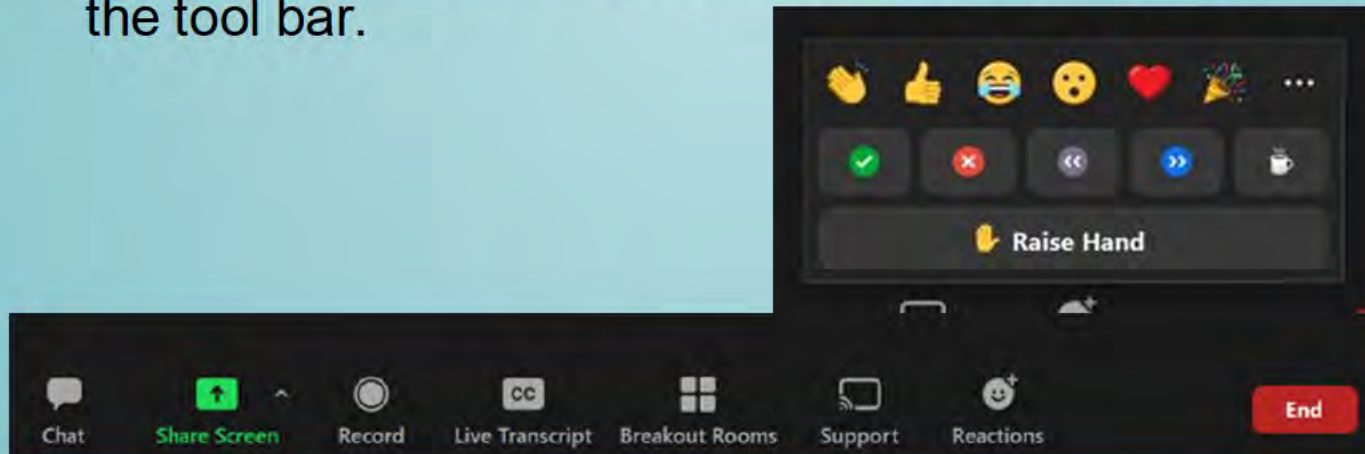 the tool bar.
Raise Hand
Chat
Share Screen
Record
CC
Live Transcript
Breakout Rooms
Support
Reactions
End